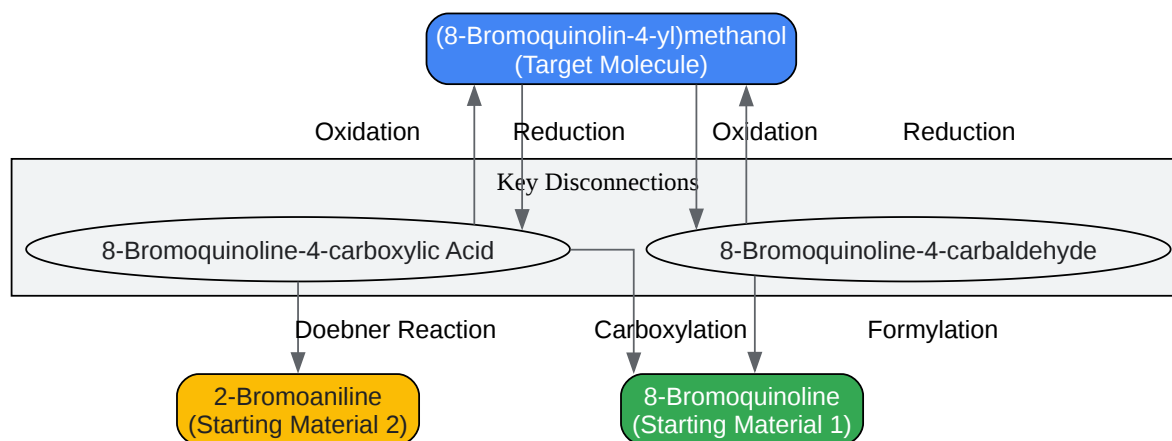 (8-Bromoquinolin-4-yl)methanol
(Target Molecule)
Oxidation
Reduction
Oxidation
Reduction
Key Disconnections
8-Bromoquinoline-4-carboxylic Acid
8-Bromoquinoline-4-carbaldehyde
Doebner Reaction
Carboxylation
Formylation
2-Bromoaniline
(Starting Material 2)
8-Bromoquinoline
(Starting Material 1)